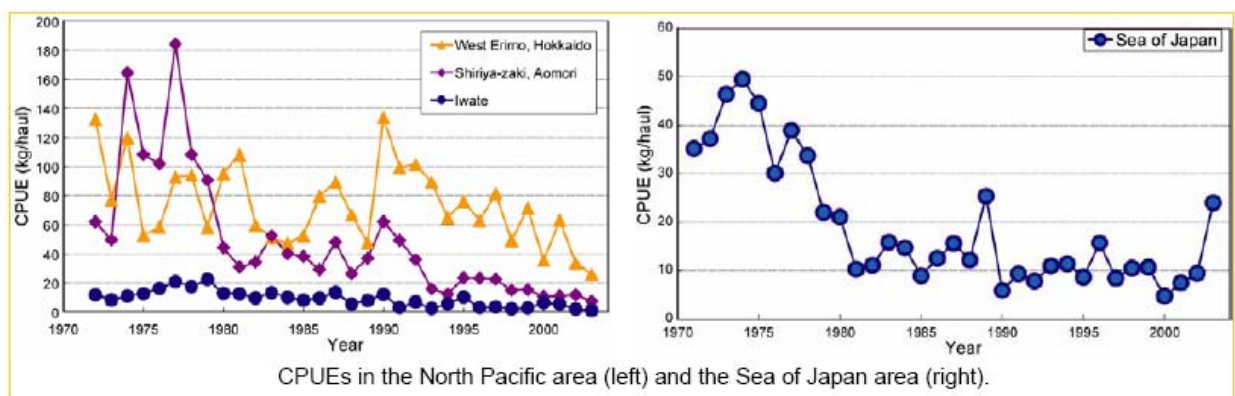 200
180
160
140
120
100
80
60
40
20
0
CPUE (kg/haul)
West Erimo, Hokkaido
Shiriya-zaki, Aomori
Iwate
1970 1975 1980 1985 1990 1995 2000
Year
60
50
40
30
20
10
0
CPUE (kg/haul)
Sea of Japan
1970 1975 1980 1985 1990 1995 2000
Year
CPUEs in the North Pacific area (left) and the Sea of Japan area (right).